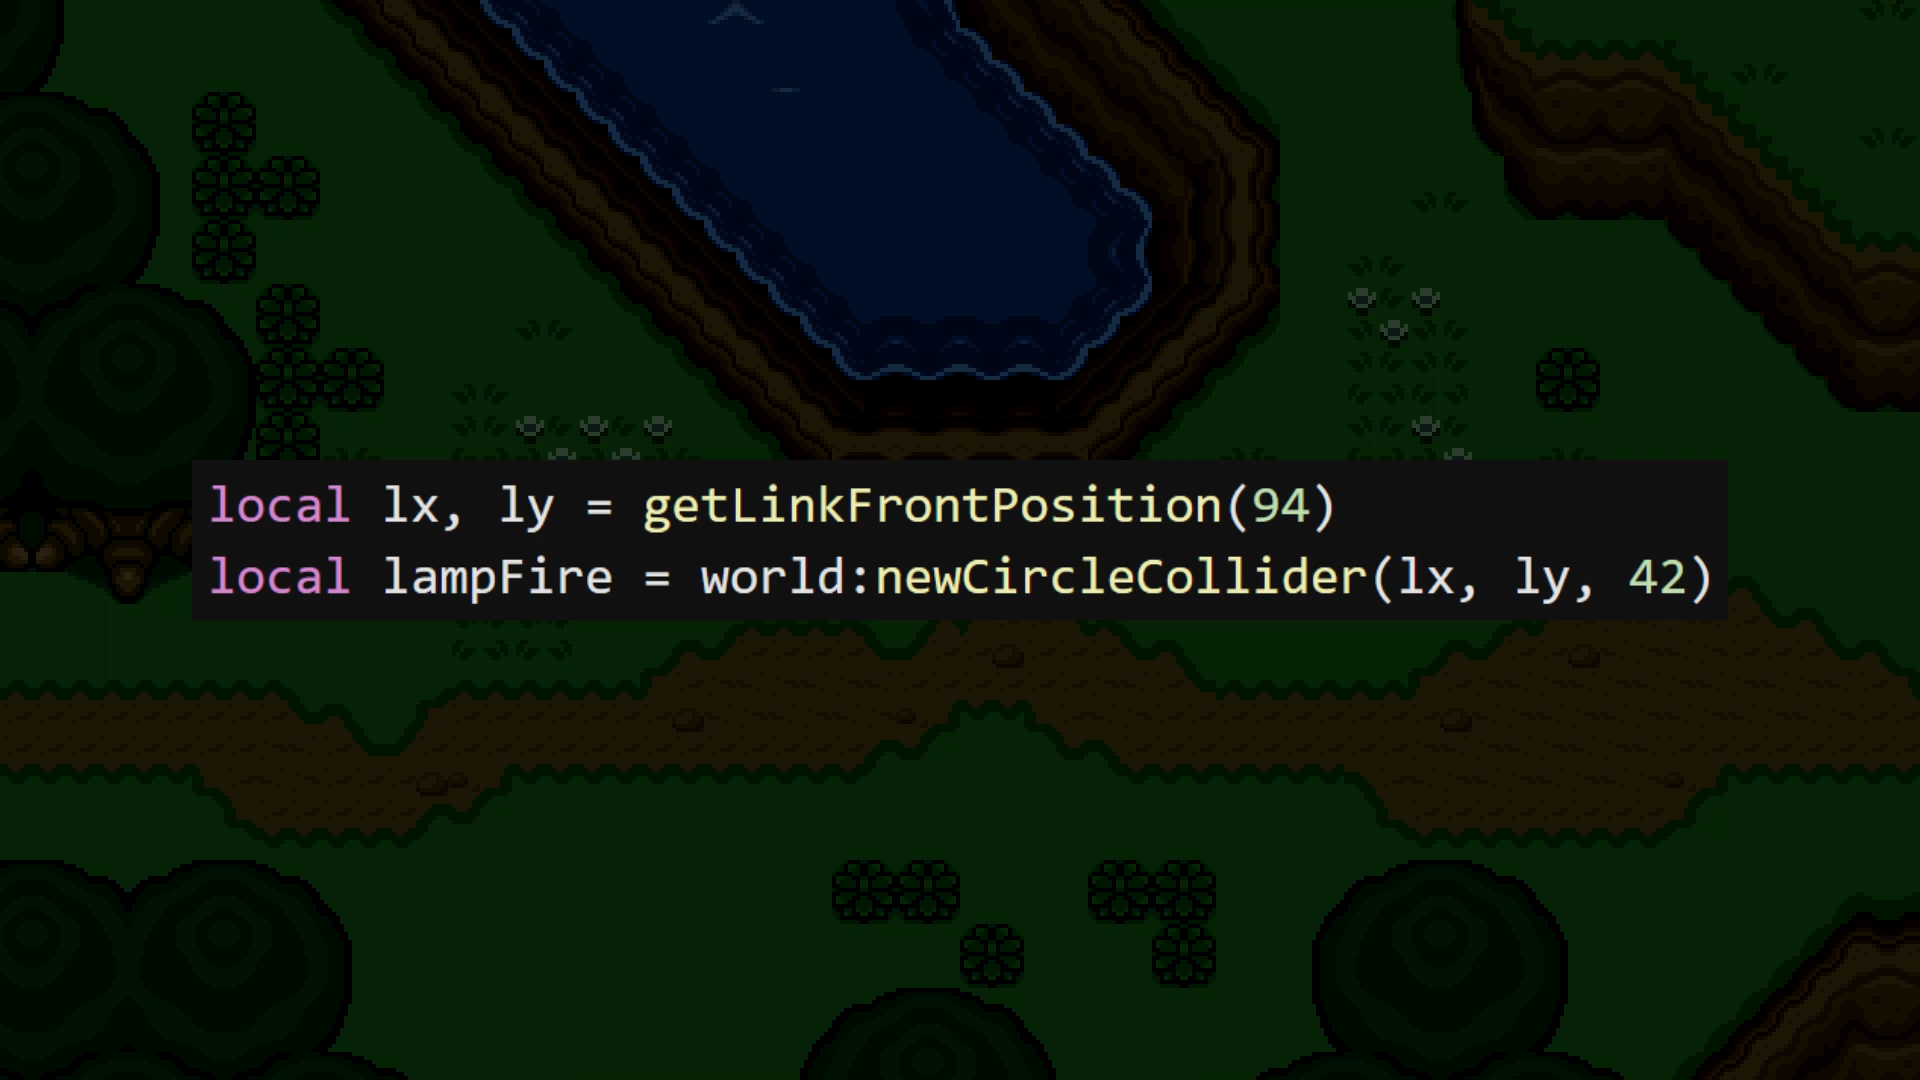 local lx, ly = getLinkFrontPosition(94)
local lampFire = world:newCircleCollider(lx, ly, 42)